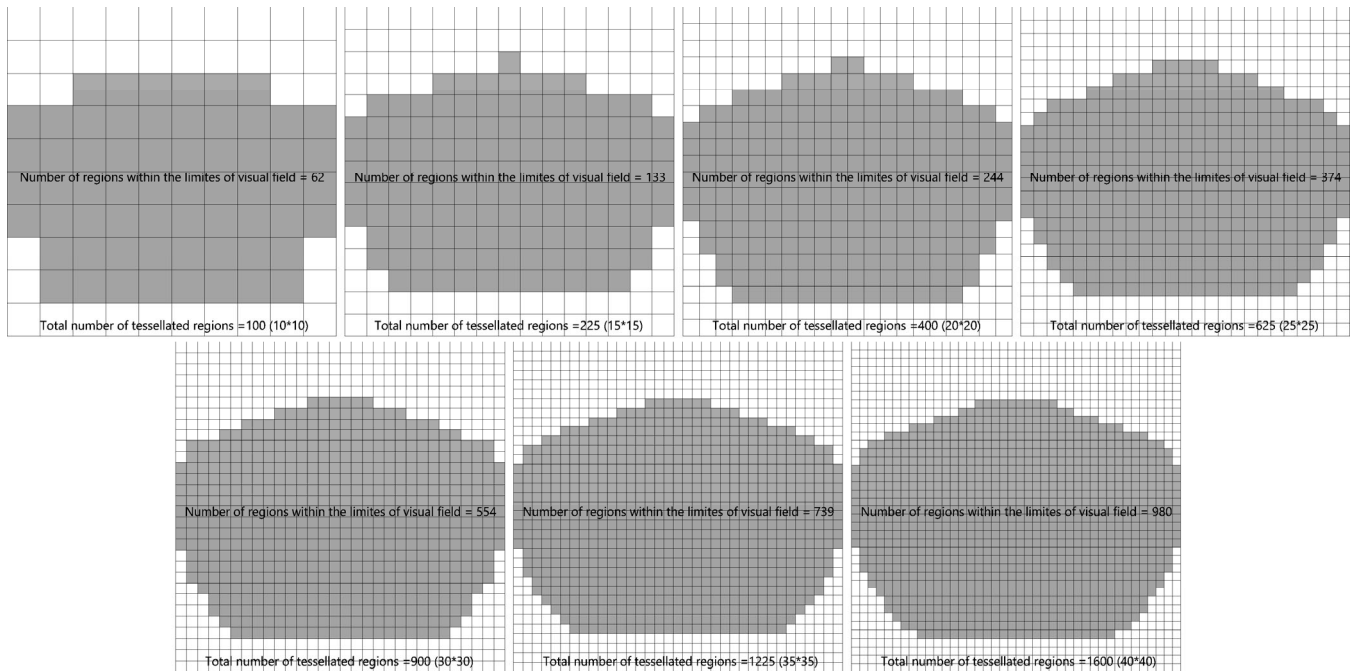 Number of regions within the limites of visual field = 62
Total number of tessellated regions =100 (10*10)
Number of regions within the limites of visual field = 133
Total number of tessellated regions =225 (15*15)
Number of regions within the limites of visual field = 244
Total number of tessellated regions =400 (20*20)
Number of regions within the limites of visual field = 374
Total number of tessellated regions =625 (25*25)
Number of regions within the limites of visual field = 554
Total number of tessellated regions =900 (30*30)
Number of regions within the limites of visual field = 739
Total number of tessellated regions =1225 (35*35)
Number of regions within the limites of visual field = 980
Total number of tessellated regions =1600 (40*40)